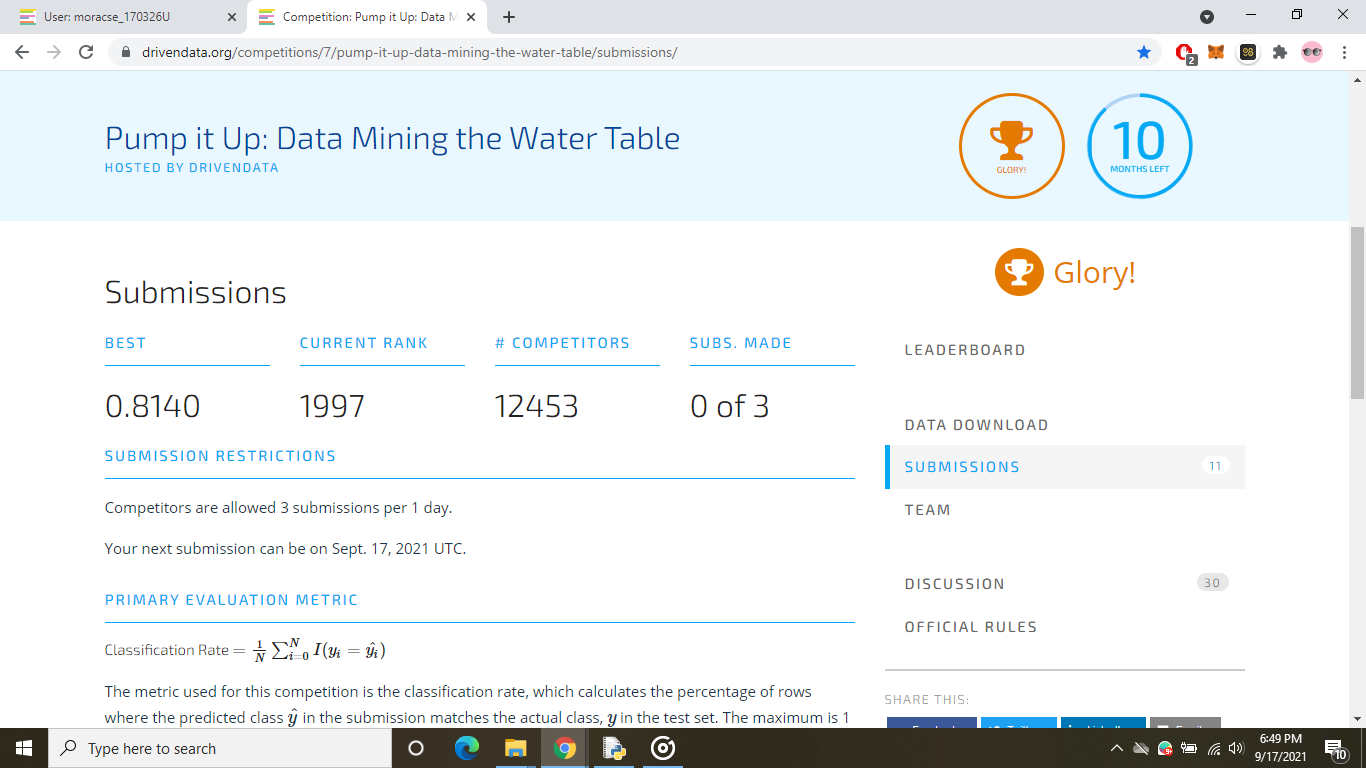 User: moracse_170326U
Competition: Pump it Up: Data M
drivendata.org/competitions/7/pump-it-up-data-mining-the-water-table/submissions/
2
Pump it Up: Data Mining the Water Table
HOSTED BY DRIVENDATA
GLORY!
10
MONTHS LEFT
Glory!
Submissions
BEST CURRENT RANK # COMPETITORS SUBS. MADE
0.8140 1997 12453 0 of 3
SUBMISSION RESTRICTIONS
Competitors are allowed 3 submissions per 1 day.
Your next submission can be on Sept. 17, 2021 UTC.
PRIMARY EVALUATION METRIC
Classification Rate = 1/N ∑_{i=0}^{N} I(y_i = ŷ_i)
The metric used for this competition is the classification rate, which calculates the percentage of rows
where the predicted class ŷ in the submission matches the actual class, y in the test set. The maximum is 1
LEADERBOARD
DATA DOWNLOAD
SUBMISSIONS 11
TEAM
DISCUSSION 30
OFFICIAL RULES
SHARE THIS:
Type here to search
6:49 PM
9/17/2021
10